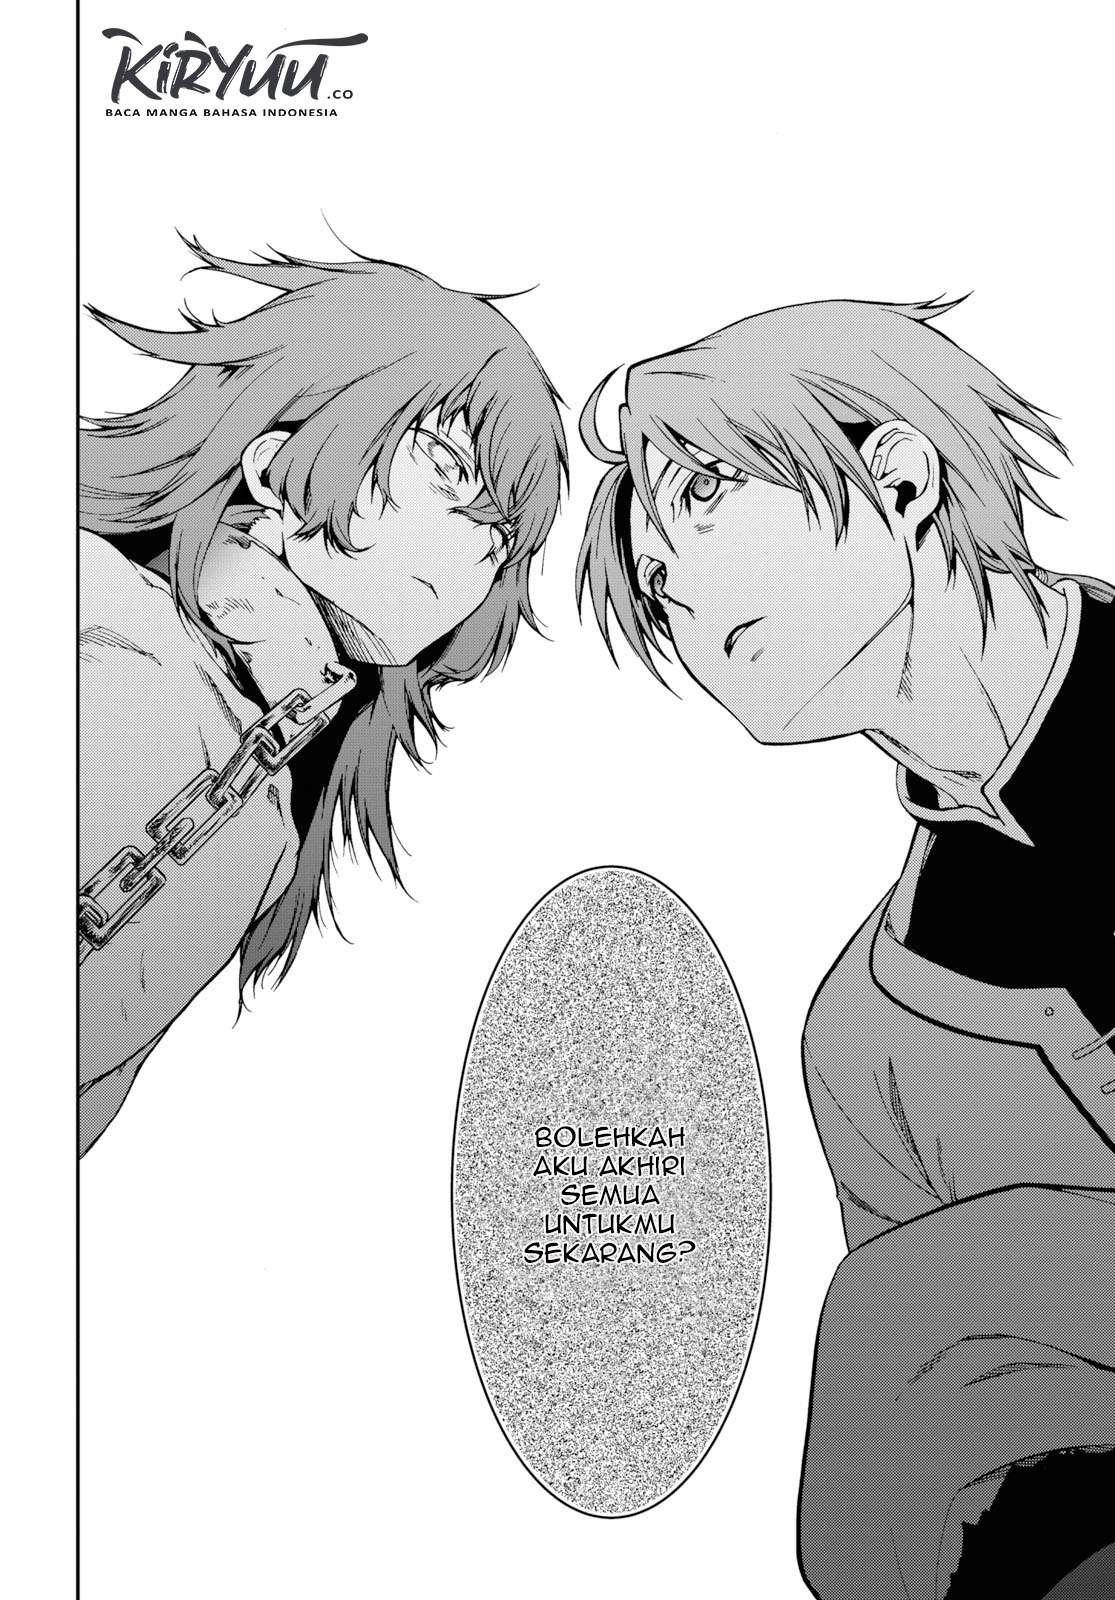 KIRYUU.CO
BACA MANGA BAHASA INDONESIA
BOLEHKAH
AKU AKHIRI
SEMUA
UNTUKMU
SEKARANG?